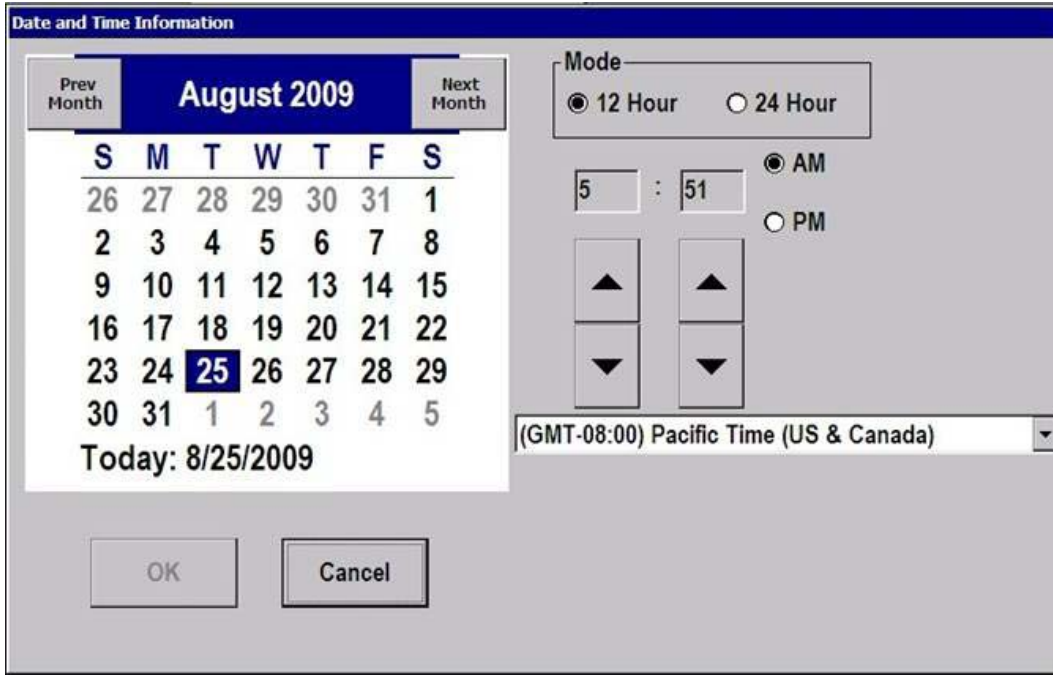 Date and Time Information
Prev Month
August 2009
Next Month
S M T W T F S
26 27 28 29 30 31 1
2 3 4 5 6 7 8
9 10 11 12 13 14 15
16 17 18 19 20 21 22
23 24 25 26 27 28 29
30 31 1 2 3 4 5
Today: 8/25/2009
Mode
12 Hour 24 Hour
5 : 51
AM
PM
(GMT-08:00) Pacific Time (US & Canada)
OK Cancel